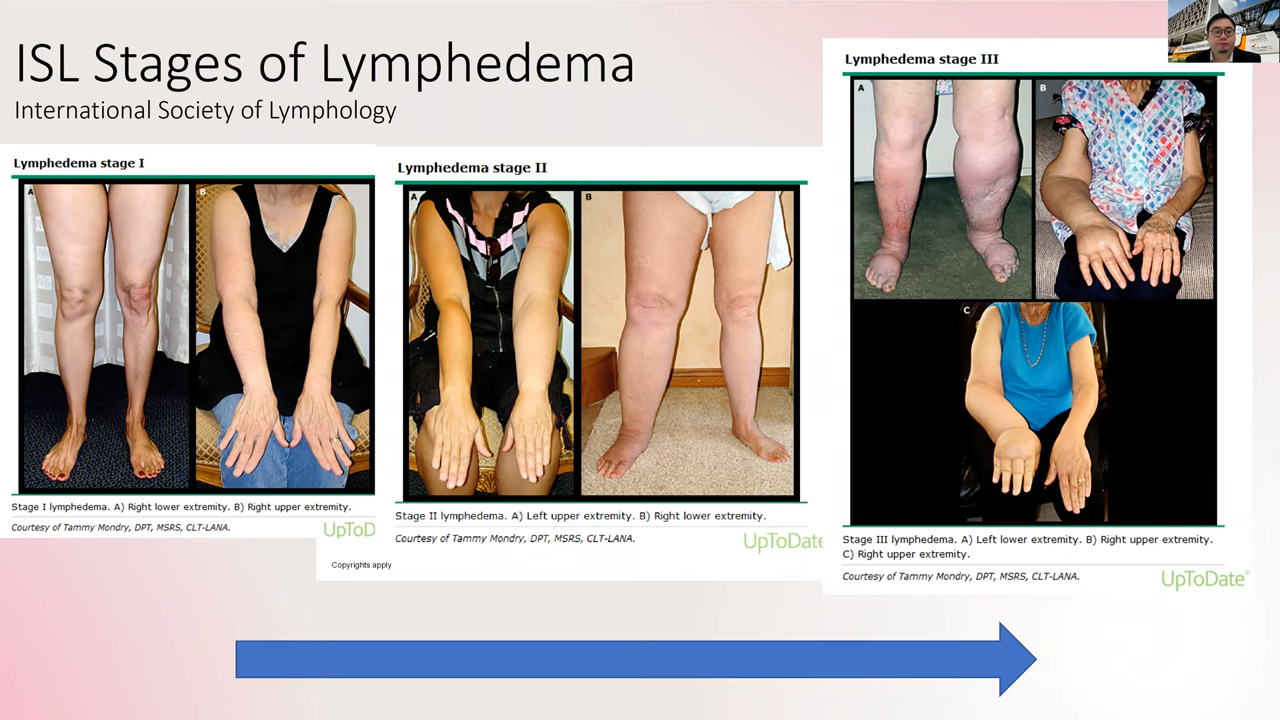 ISL Stages of Lymphedema
International Society of Lymphology
Lymphedema stage I
A
B
Stage I lymphedema. A) Right lower extremity. B) Right upper extremity.
Courtesy of Tammy Mondry, DPT, MSRS, CLT-LANA.
UpToD
Lymphedema stage II
A
B
Stage II lymphedema. A) Left upper extremity. B) Right lower extremity.
Courtesy of Tammy Mondry, DPT, MSRS, CLT-LANA.
UpToDate
Copyrights apply
Lymphedema stage III
A
B
C
Stage III lymphedema. A) Left lower extremity. B) Right upper extremity.
C) Right upper extremity.
Courtesy of Tammy Mondry, DPT, MSRS, CLT-LANA.
UpToDate®